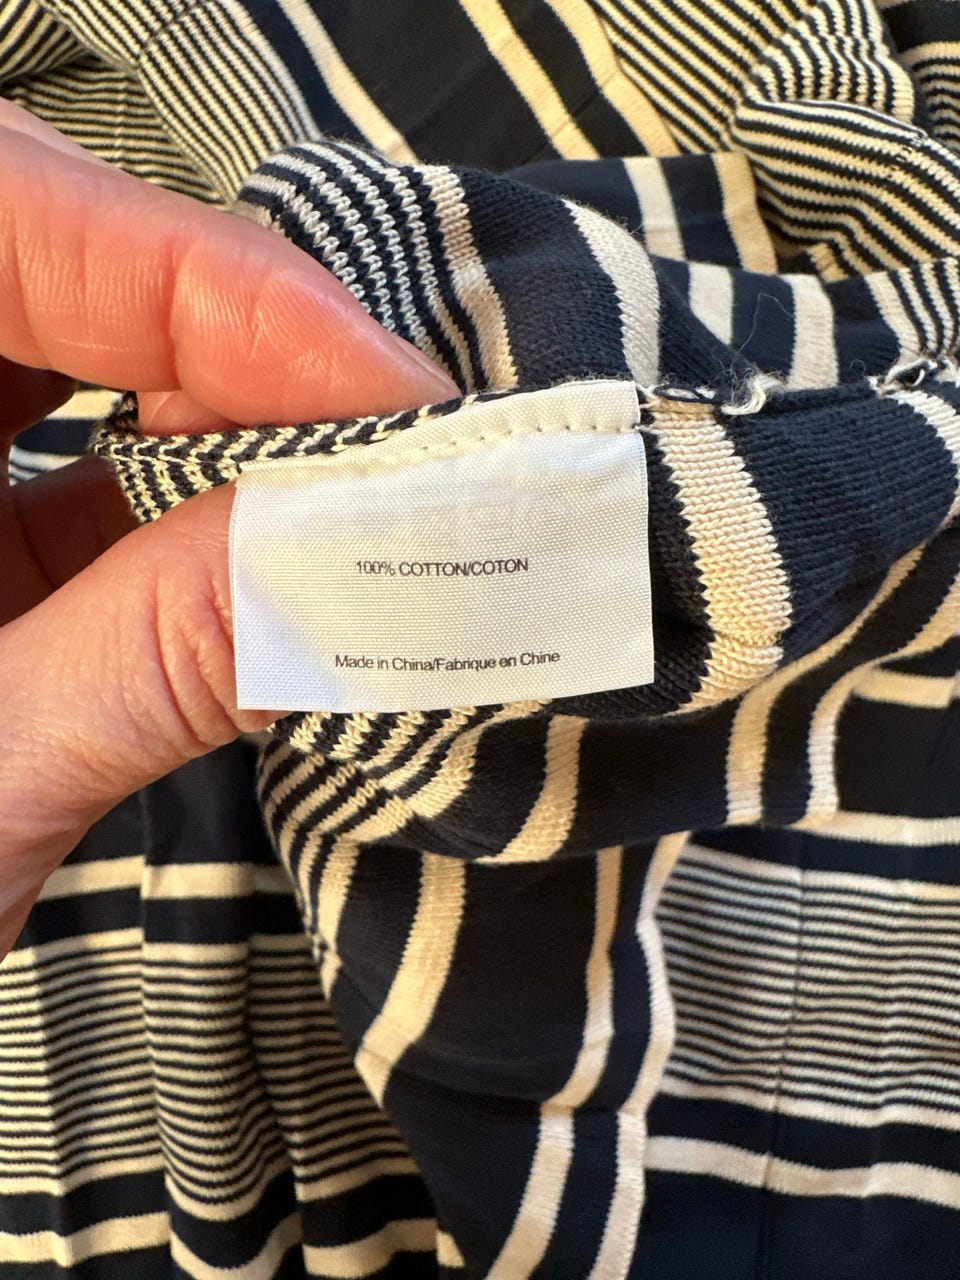 100% COTTON/COTON
Made in China/Fabrique en Chine